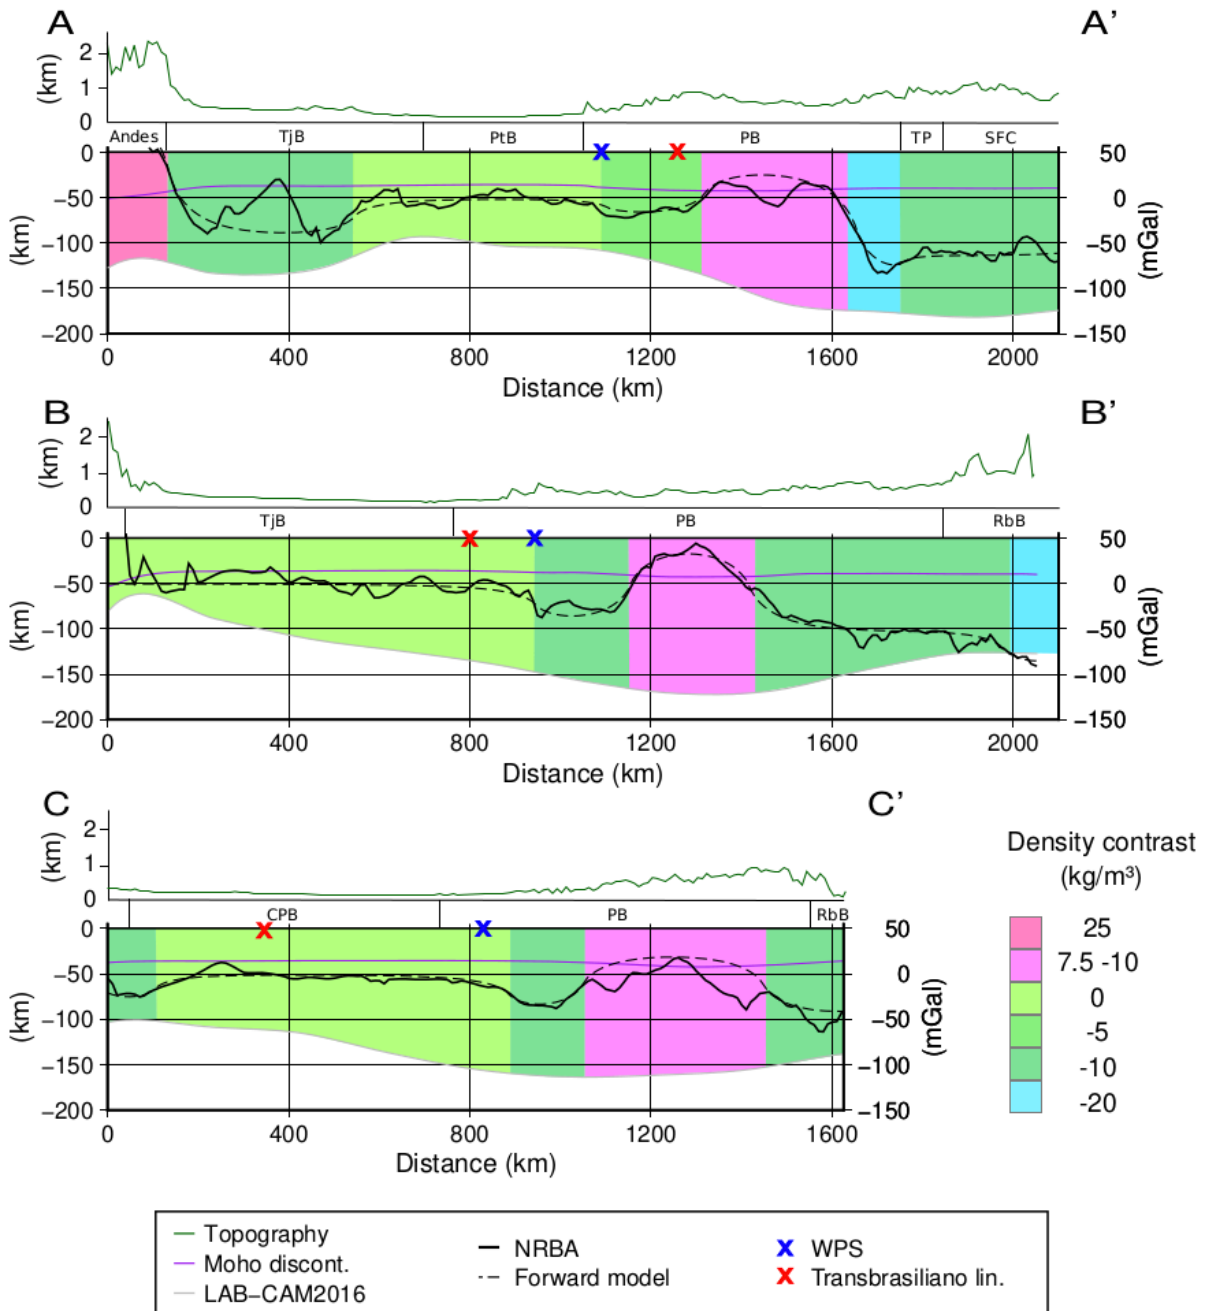 A A’
2
1
0
(km)
Andes TjB PtB PB TP SFC
0 50
−50 0
−100 −50
−150 −100
−200 −150
(km) (mGal)
0 400 800 1200 1600 2000
Distance (km)
B B’
2
1
0
(km)
TjB PB RbB
0 50
−50 0
−100 −50
−150 −100
−200 −150
(km) (mGal)
0 400 800 1200 1600 2000
Distance (km)
C C’
2
1
0
(km)
CPB PB RbB
0 50
−50 0
−100 −50
−150 −100
−200 −150
(km) (mGal)
0 400 800 1200 1600
Distance (km)
Density contrast
(kg/m³)
25
7.5 -10
0
-5
-10
-20
Topography
Moho discont.
LAB−CAM2016
NRBA
Forward model
WPS
Transbrasiliano lin.